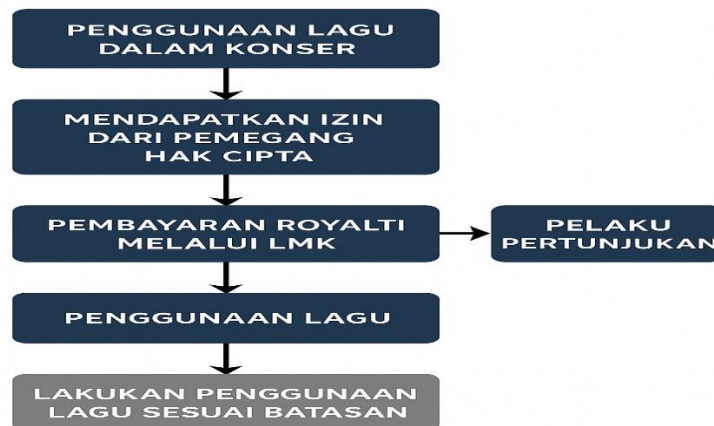 PENGGUNAAN LAGU
DALAM KONSER
MENDAPATKAN IZIN
DARI PEMEGANG
HAK CIPTA
PEMBAYARAN ROYALTI
MELALUI LMK
PELAKU
PERTUNJUKAN
PENGGUNAAN LAGU
LAKUKAN PENGGUNAAN
LAGU SESUAI BATASAN